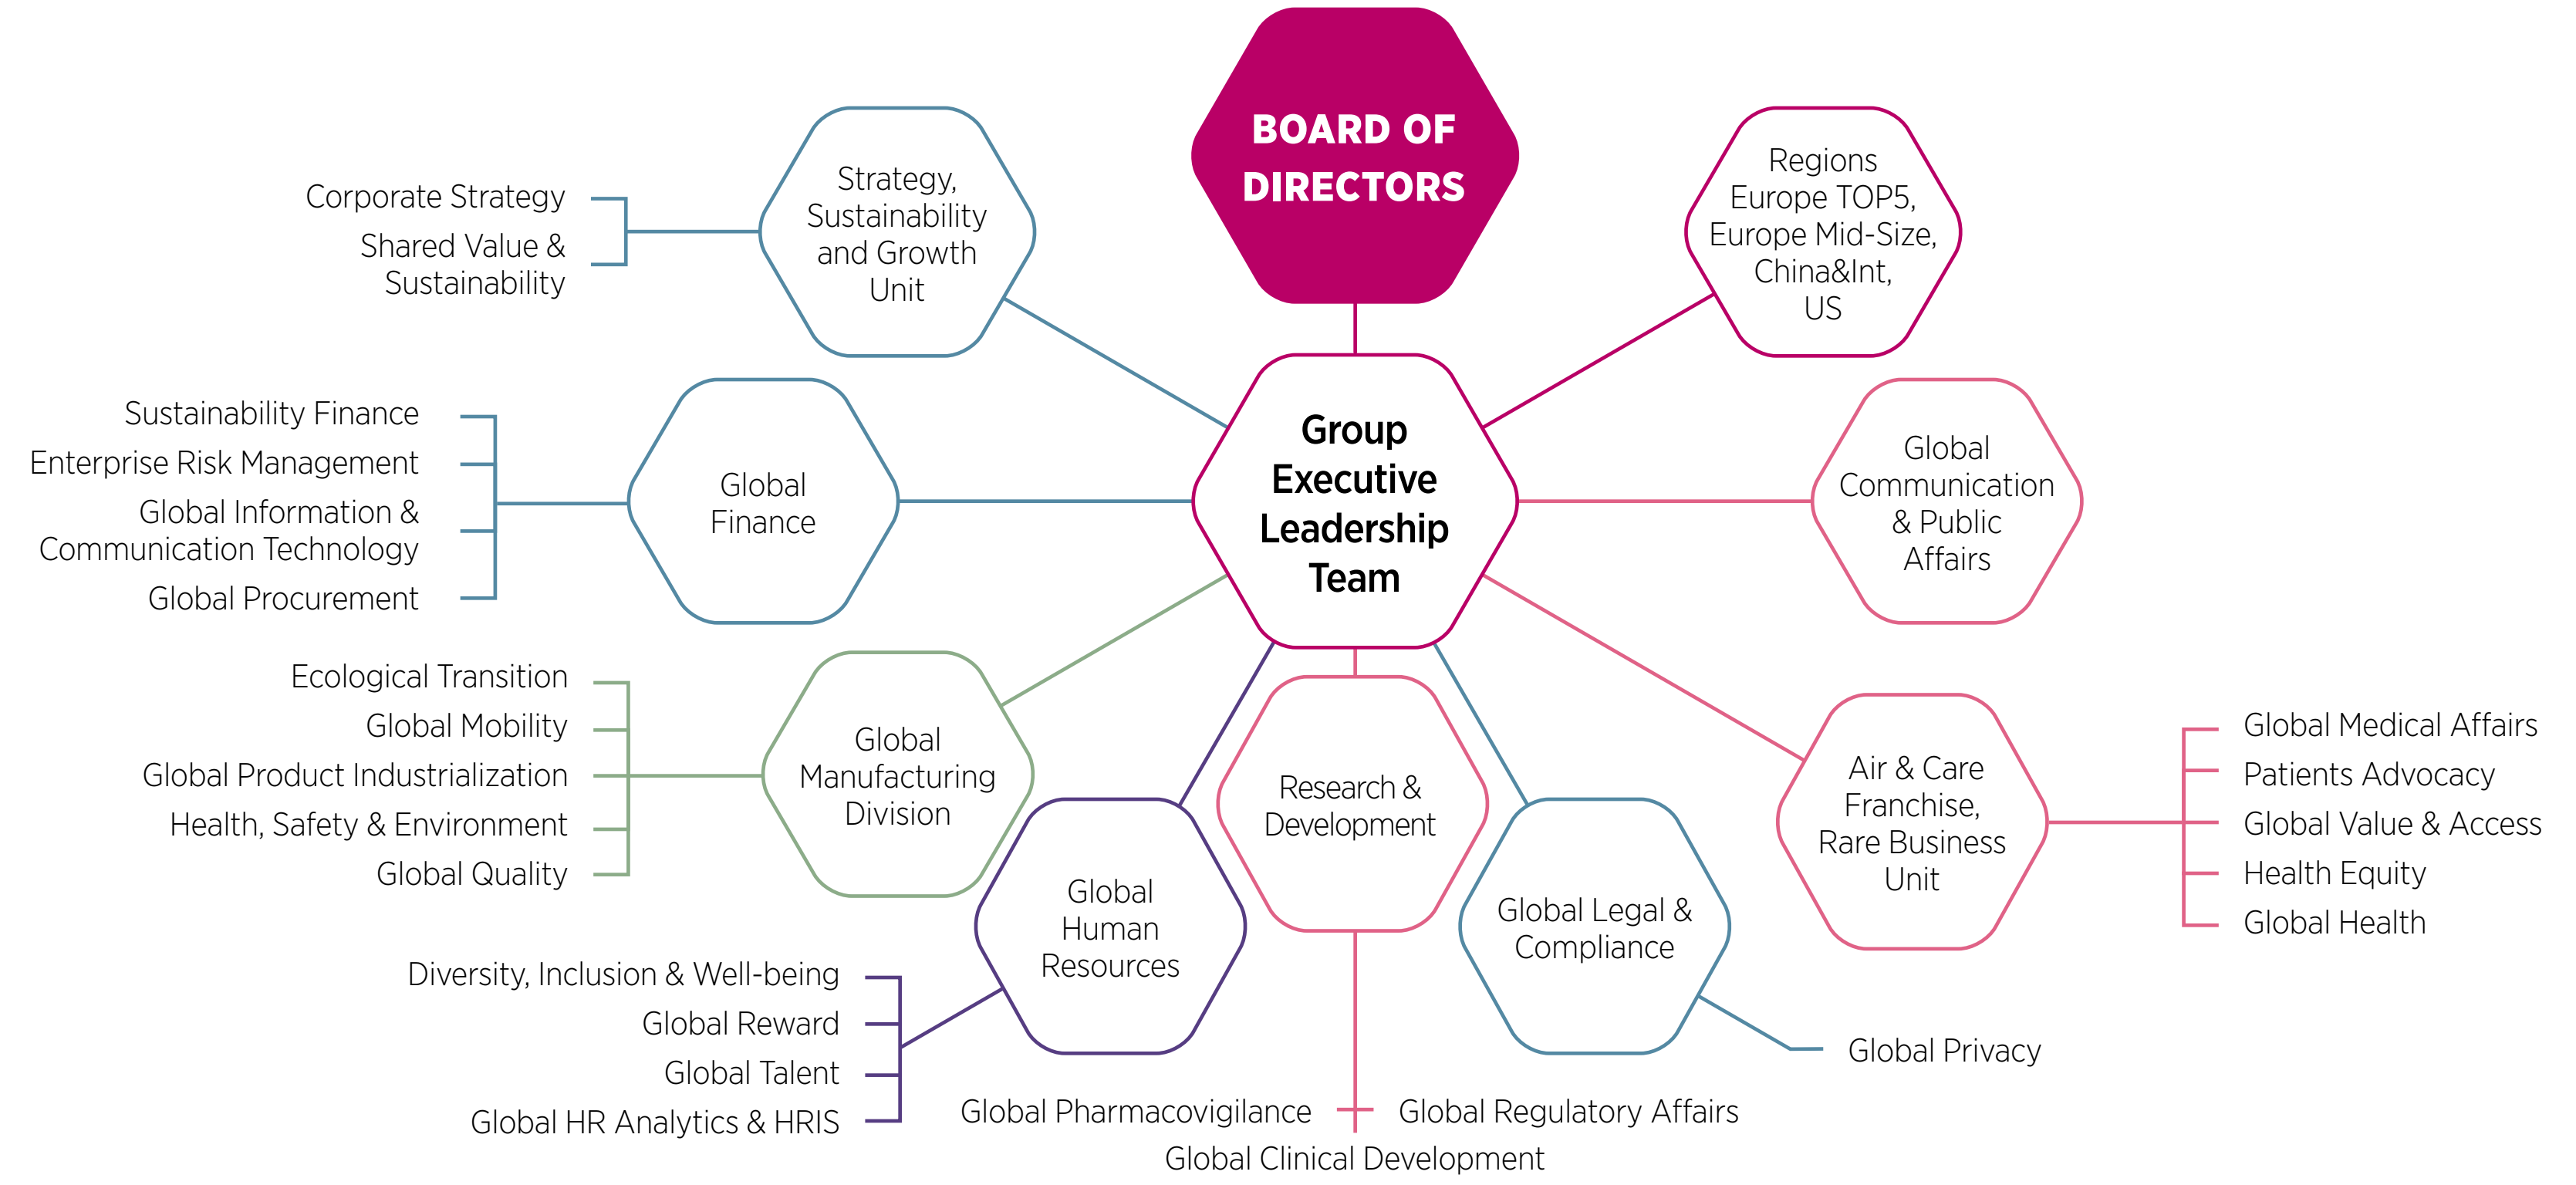 BOARD OF
DIRECTORS
Group
Executive
Leadership
Team
Strategy,
Sustainability
and Growth
Unit
Corporate Strategy
Shared Value &
Sustainability
Global
Finance
Sustainability Finance
Enterprise Risk Management
Global Information &
Communication Technology
Global Procurement
Global
Manufacturing
Division
Ecological Transition
Global Mobility
Global Product Industrialization
Health, Safety & Environment
Global Quality
Global
Human
Resources
Diversity, Inclusion & Well-being
Global Reward
Global Talent
Global HR Analytics & HRIS
Research &
Development
Global Pharmacovigilance
Global Regulatory Affairs
Global Clinical Development
Global Legal &
Compliance
Global Privacy
Air & Care
Franchise,
Rare Business
Unit
Global Medical Affairs
Patients Advocacy
Global Value & Access
Health Equity
Global Health
Global
Communication
& Public
Affairs
Regions
Europe TOP5,
Europe Mid-Size,
China&Int,
US